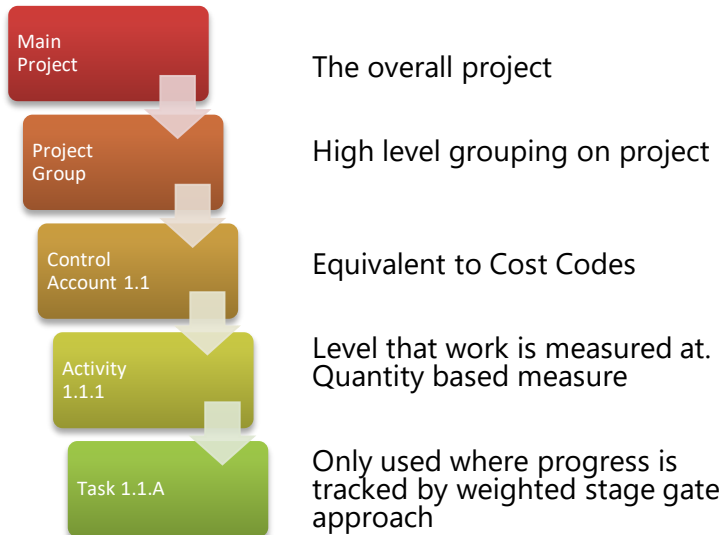 Main
Project
The overall project
Project
Group
High level grouping on project
Control
Account 1.1
Equivalent to Cost Codes
Activity
1.1.1
Level that work is measured at.
Quantity based measure
Task 1.1.A
Only used where progress is
tracked by weighted stage gate
approach